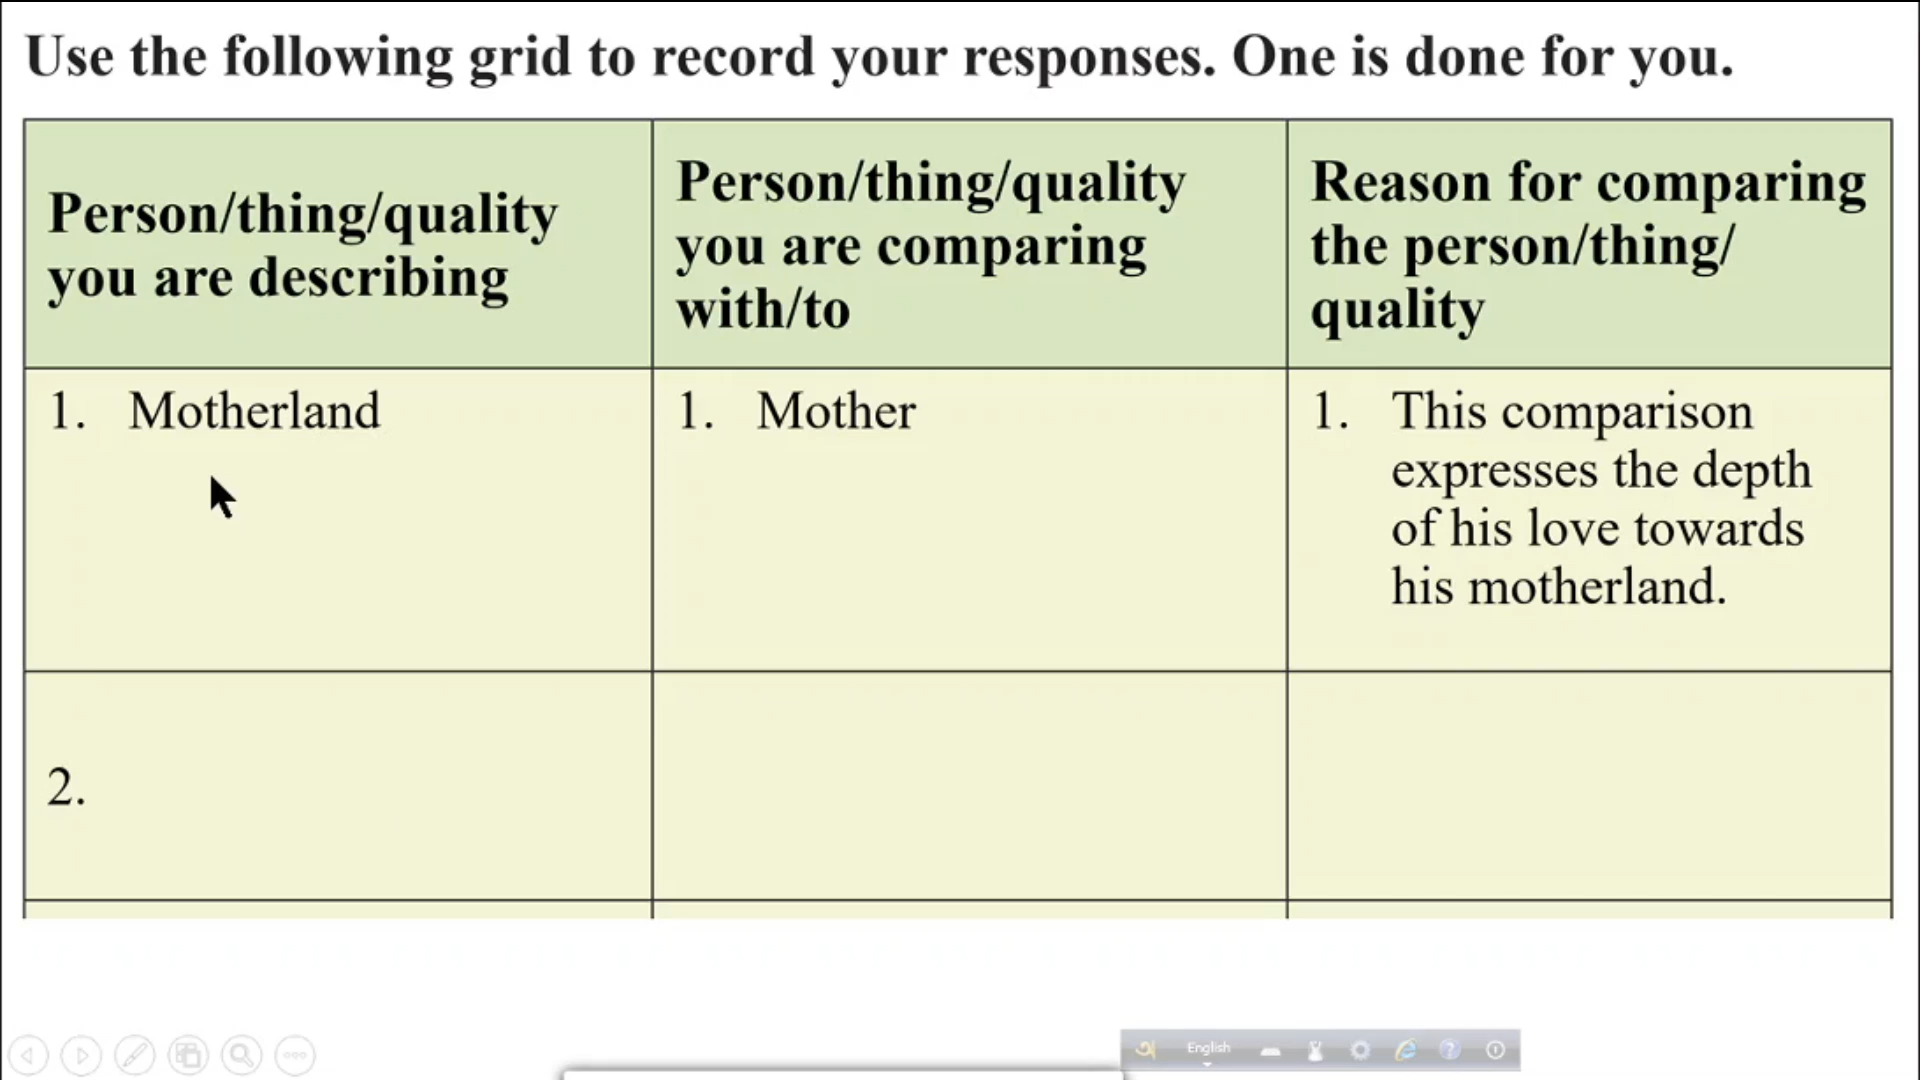 Use the following grid to record your responses. One is done for you.
Person/thing/quality
you are describing
Person/thing/quality
you are comparing
with/to
Reason for comparing
the person/thing/
quality
1. Motherland
1. Mother
1. This comparison
expresses the depth
of his love towards
his motherland.
2.
English